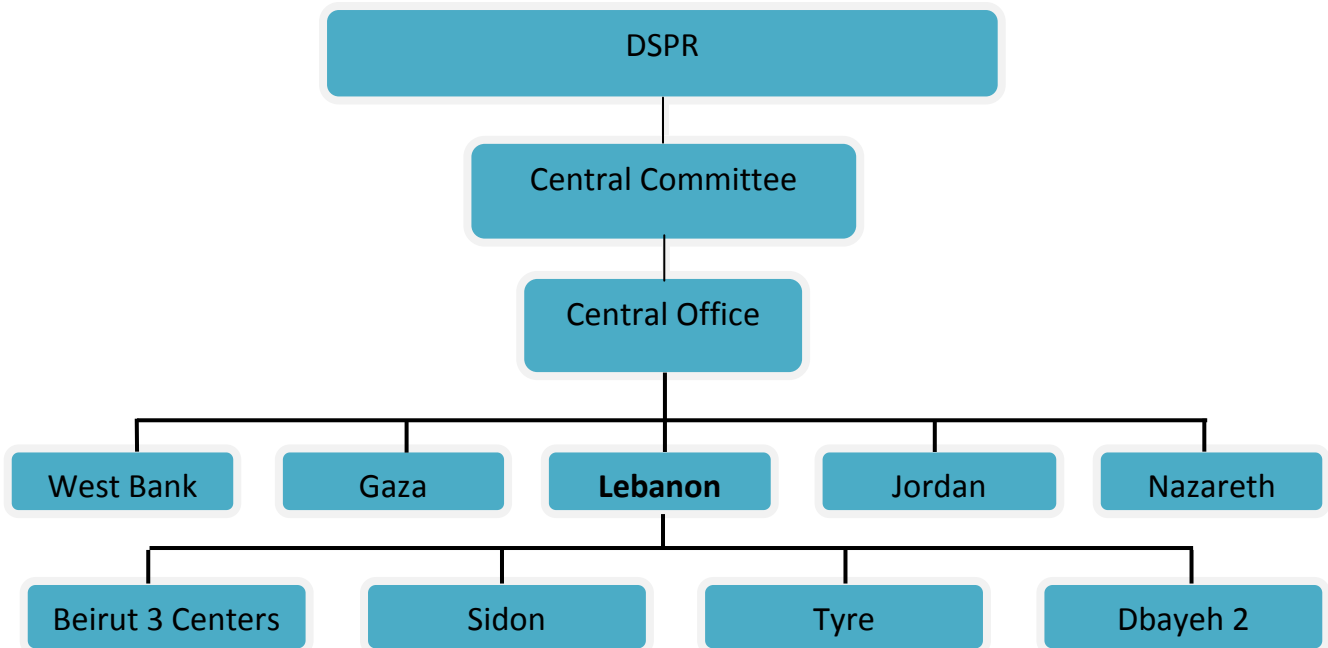 DSPR
Central Committee
Central Office
West Bank
Gaza
Lebanon
Jordan
Nazareth
Beirut 3 Centers
Sidon
Tyre
Dbayeh 2